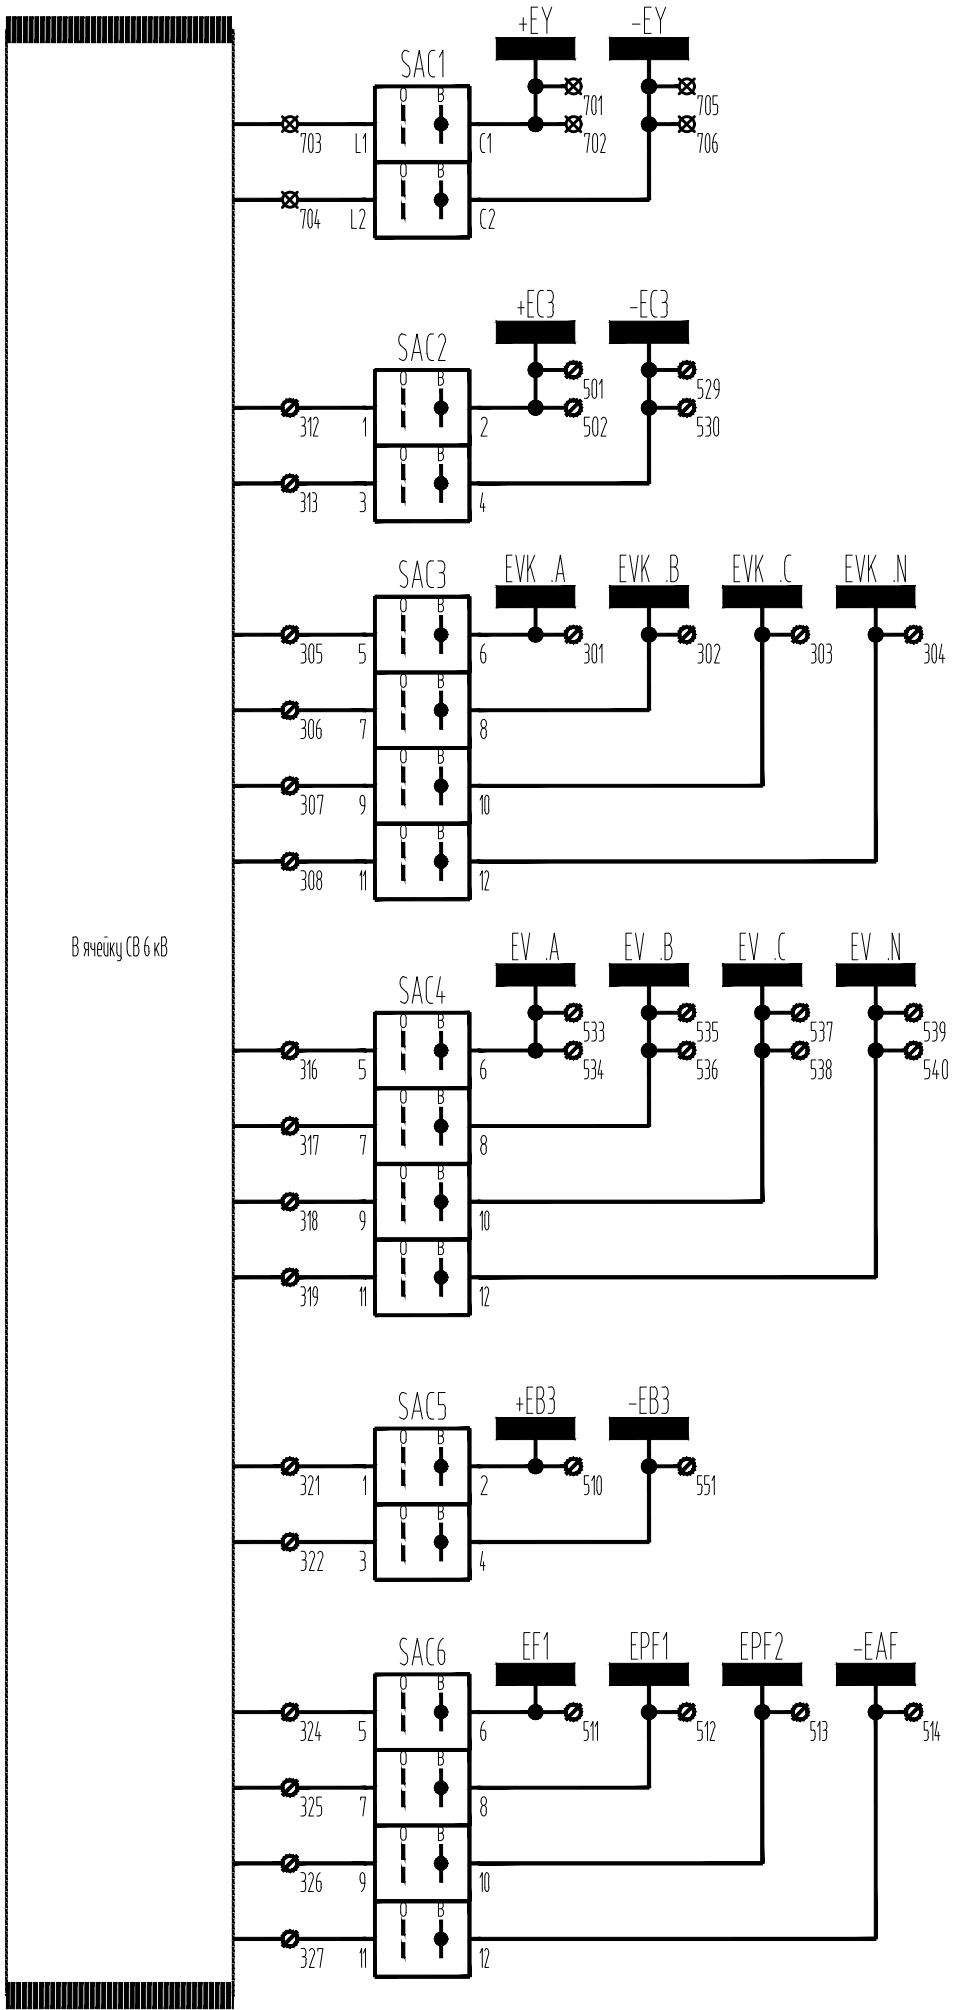 +EY -EY
SAC1
O B
701 705
703 L1 C1 702 706
O B
704 L2 C2
+EC3 -EC3
SAC2
O B
501 529
312 1 2 502 530
O B
313 3 4
EVK .A EVK .B EVK .C EVK .N
SAC3
O B
305 5 6 301 302 303 304
O B
306 7 8
O B
307 9 10
O B
308 11 12
В ячейку СВ 6 кВ
EV .A EV .B EV .C EV .N
SAC4
O B
533 535 537 539
316 5 6 534 536 538 540
O B
317 7 8
O B
318 9 10
O B
319 11 12
+EB3 -EB3
SAC5
O B
321 1 2 510 551
O B
322 3 4
EF1 EPF1 EPF2 -EAF
SAC6
O B
324 5 6 511 512 513 514
O B
325 7 8
O B
326 9 10
O B
327 11 12